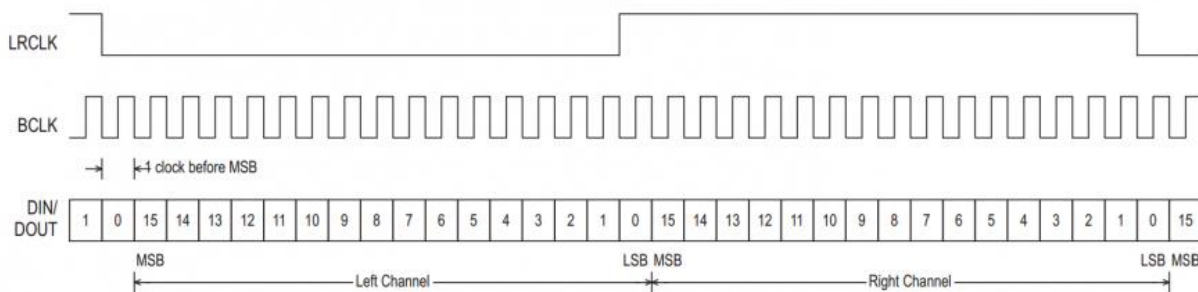 LRCLK
BCLK
1 clock before MSB
DIN/
DOUT
1 0 15 14 13 12 11 10 9 8 7 6 5 4 3 2 1 0 15 14 13 12 11 10 9 8 7 6 5 4 3 2 1 0 15
MSB LSB MSB LSB MSB
Left Channel Right Channel